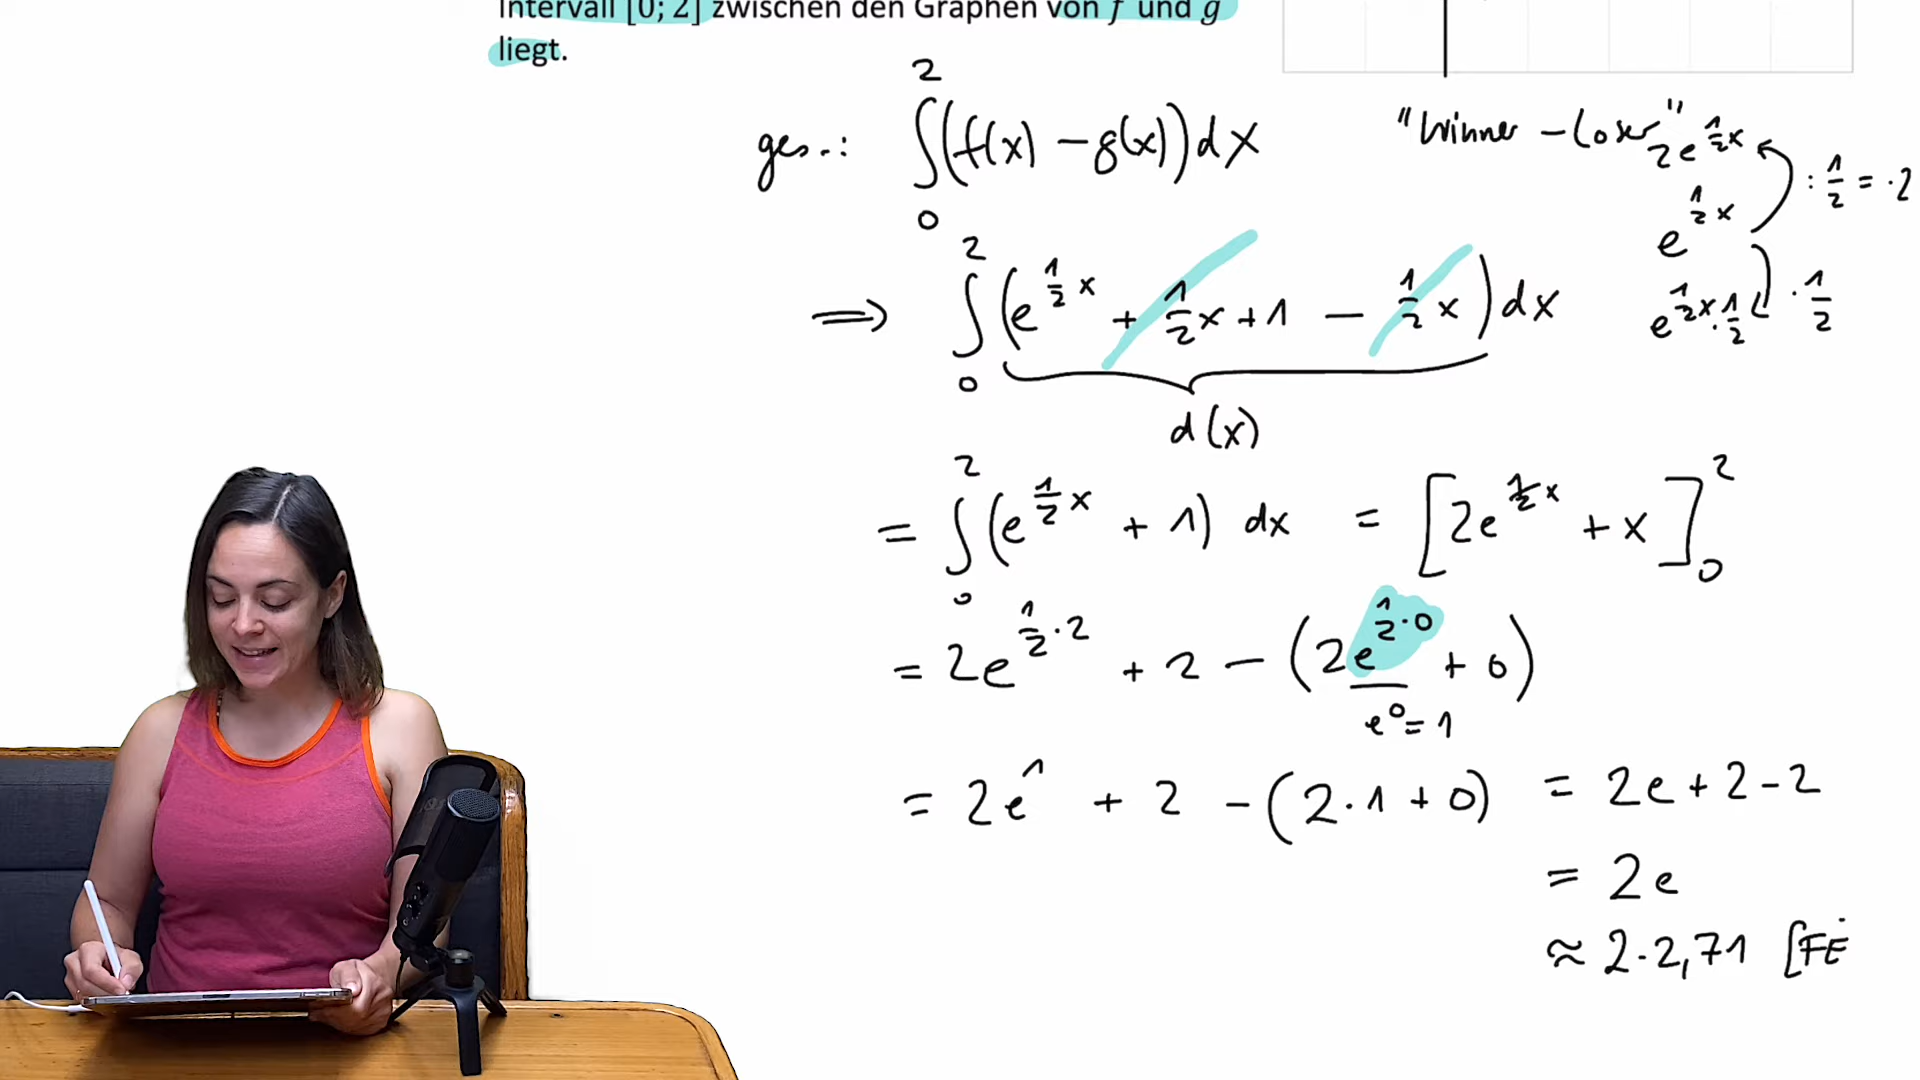 Intervall [0; 2] zwischen den Graphen von f und g
liegt.
ges.: ∫₀² (f(x) - g(x)) dx
"Winner - Loser"
2e^(1/2 x)
: 1/2 = ·2
e^(1/2 x)
e^(1/2 x) · 1/2
· 1/2
⟹ ∫₀² (e^(1/2 x) + 1/2 x + 1 - 1/2 x) dx
d(x)
= ∫₀² (e^(1/2 x) + 1) dx = [2e^(1/2 x) + x]₀²
= 2e^(1/2 · 2) + 2 - (2e^(1/2 · 0) + 0)
e⁰ = 1
= 2e¹ + 2 - (2·1 + 0) = 2e + 2 - 2
= 2e
≈ 2·2,71 [FE